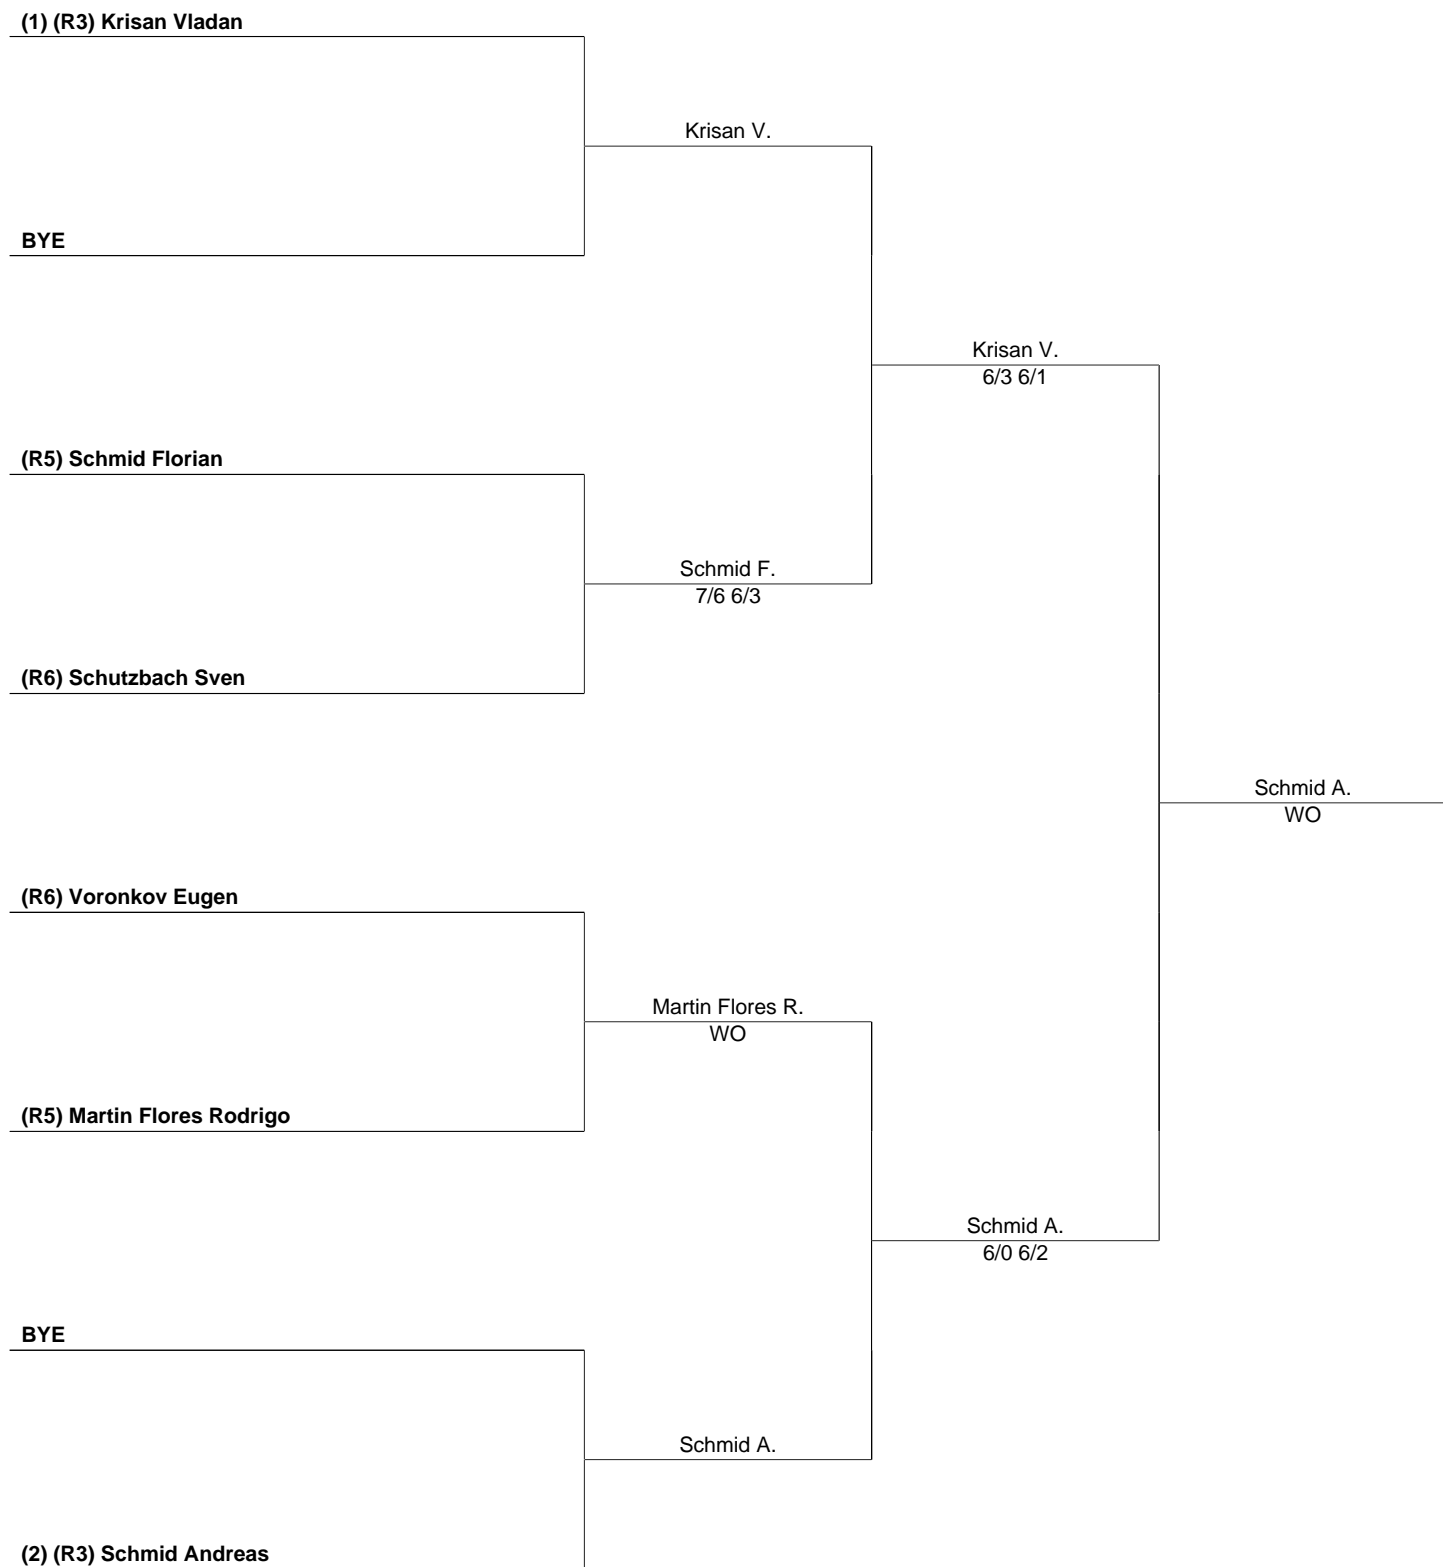 (1) (R3) Krisan Vladan
Krisan V.
BYE
Krisan V.
6/3 6/1
(R5) Schmid Florian
Schmid F.
7/6 6/3
(R6) Schutzbach Sven
Schmid A.
WO
(R6) Voronkov Eugen
Martin Flores R.
WO
(R5) Martin Flores Rodrigo
Schmid A.
6/0 6/2
BYE
Schmid A.
(2) (R3) Schmid Andreas